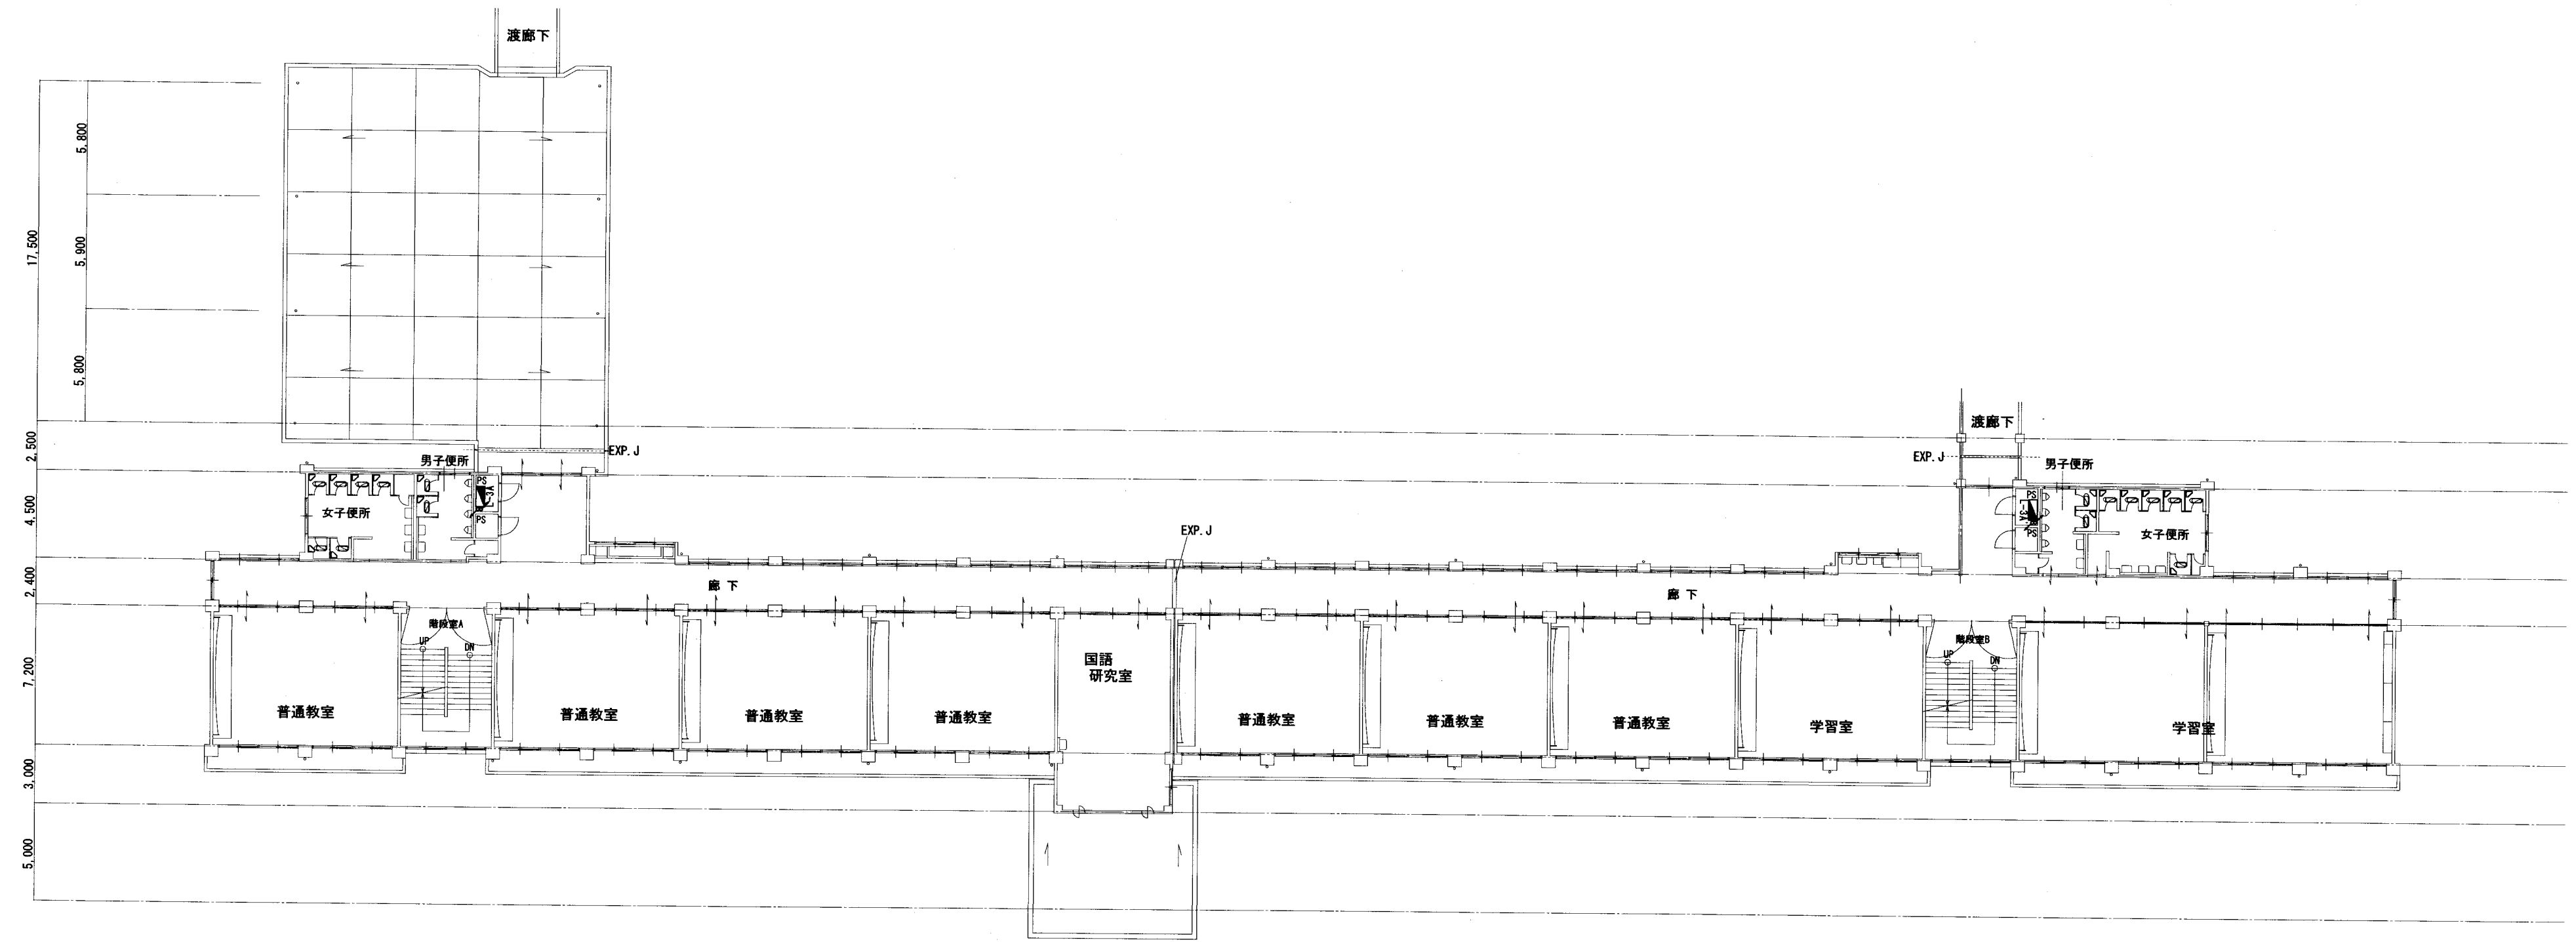 渡廊下
5,800
17,500
5,900
5,800
2,500
渡廊下
EXP.J
EXP.J
男子便所
男子便所
PS
L-3A
PS
女子便所
4,500
PS
L-3A
PS
女子便所
EXP.J
2,400
廊 下
廊 下
階段室A
UP
DN
階段室B
UP
DN
7,200
国語
研究室
普通教室
普通教室
普通教室
普通教室
普通教室
普通教室
普通教室
学習室
学習室
3,000
5,000